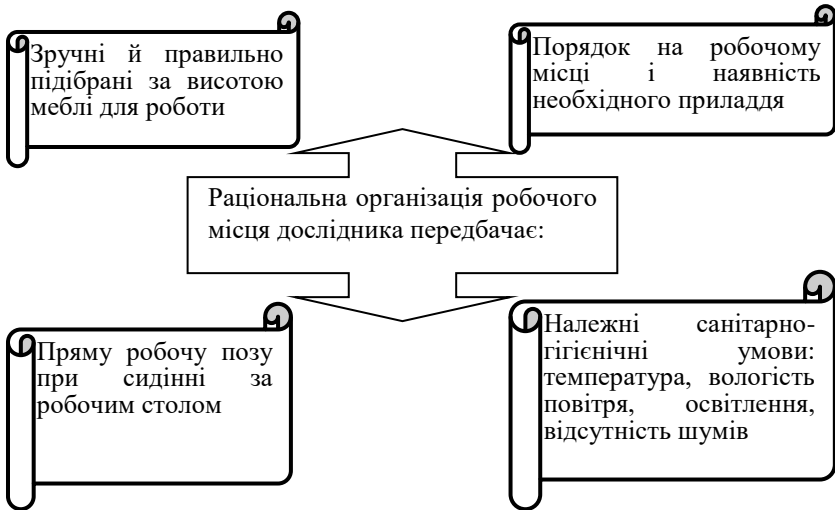 Зручні й правильно
підібрані за висотою
меблі для роботи
Порядок на робочому
місці і наявність
необхідного приладдя
Раціональна організація робочого
місця дослідника передбачає:
Пряму робочу позу
при сидінні за
робочим столом
Належні санітарно-
гігієнічні умови:
температура, вологість
повітря, освітлення,
відсутність шумів